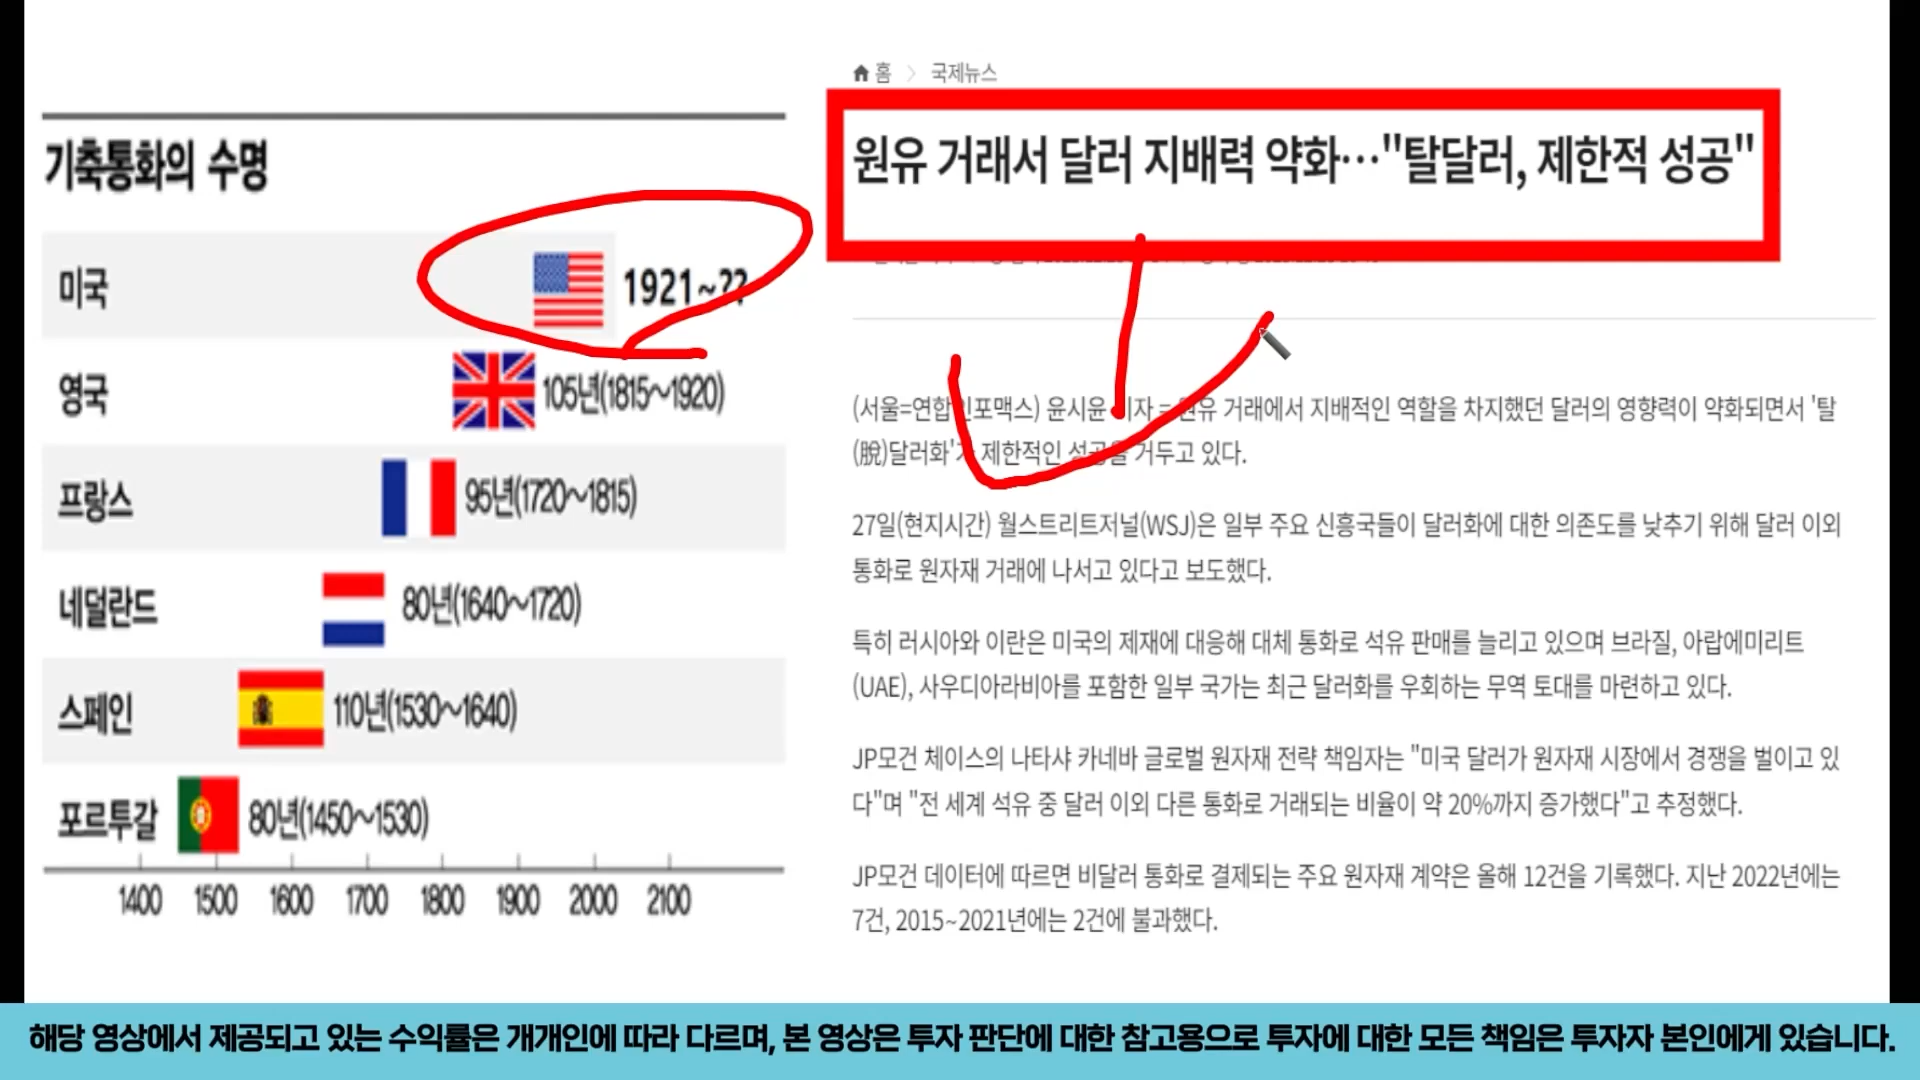 기축통화의 수명
미국 1921~??
영국 105년(1815~1920)
프랑스 95년(1720~1815)
네덜란드 80년(1640~1720)
스페인 110년(1530~1640)
포르투갈 80년(1450~1530)
1400 1500 1600 1700 1800 1900 2000 2100
홈 > 국제뉴스
원유 거래서 달러 지배력 약화…"탈달러, 제한적 성공"
(서울=연합인포맥스) 윤시윤 기자 = 원유 거래에서 지배적인 역할을 차지했던 달러의 영향력이 약화되면서 '탈
(脫)달러화'가 제한적인 성공을 거두고 있다.
27일(현지시간) 월스트리트저널(WSJ)은 일부 주요 신흥국들이 달러화에 대한 의존도를 낮추기 위해 달러 이외
통화로 원자재 거래에 나서고 있다고 보도했다.
특히 러시아와 이란은 미국의 제재에 대응해 대체 통화로 석유 판매를 늘리고 있으며 브라질, 아랍에미리트
(UAE), 사우디아라비아를 포함한 일부 국가는 최근 달러화를 우회하는 무역 토대를 마련하고 있다.
JP모건 체이스의 나타샤 카네바 글로벌 원자재 전략 책임자는 "미국 달러가 원자재 시장에서 경쟁을 벌이고 있
다"며 "전 세계 석유 중 달러 이외 다른 통화로 거래되는 비율이 약 20%까지 증가했다"고 추정했다.
JP모건 데이터에 따르면 비달러 통화로 결제되는 주요 원자재 계약은 올해 12건을 기록했다. 지난 2022년에는
7건, 2015~2021년에는 2건에 불과했다.
해당 영상에서 제공되고 있는 수익률은 개개인에 따라 다르며, 본 영상은 투자 판단에 대한 참고용으로 투자에 대한 모든 책임은 투자자 본인에게 있습니다.